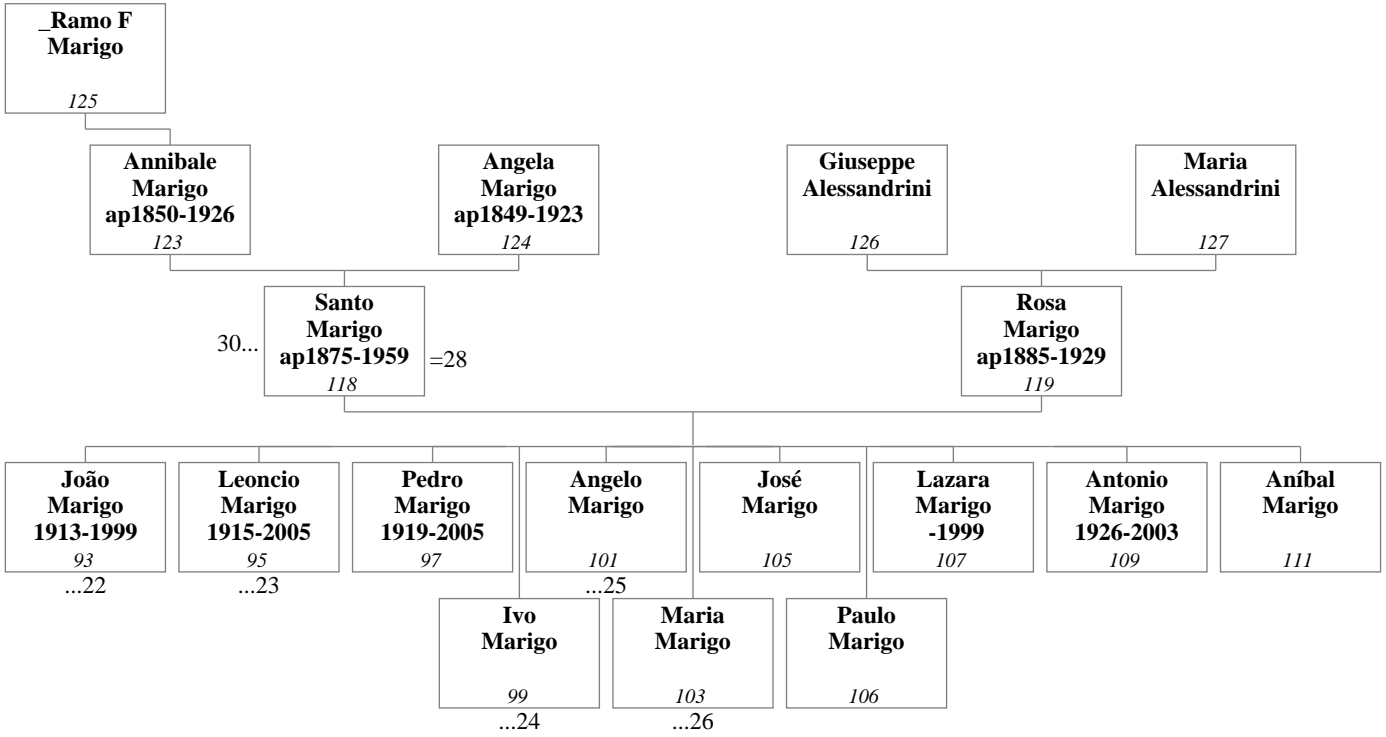 _Ramo F
Marigo
125
Annibale
Marigo
ap1850-1926
123
Angela
Marigo
ap1849-1923
124
Giuseppe
Alessandrini
126
Maria
Alessandrini
127
30...
Santo
Marigo
ap1875-1959
118
=28
Rosa
Marigo
ap1885-1929
119
João
Marigo
1913-1999
93
...22
Leoncio
Marigo
1915-2005
95
...23
Pedro
Marigo
1919-2005
97
Angelo
Marigo
101
...25
José
Marigo
105
Lazara
Marigo
-1999
107
Antonio
Marigo
1926-2003
109
Aníbal
Marigo
111
Ivo
Marigo
99
...24
Maria
Marigo
103
...26
Paulo
Marigo
106